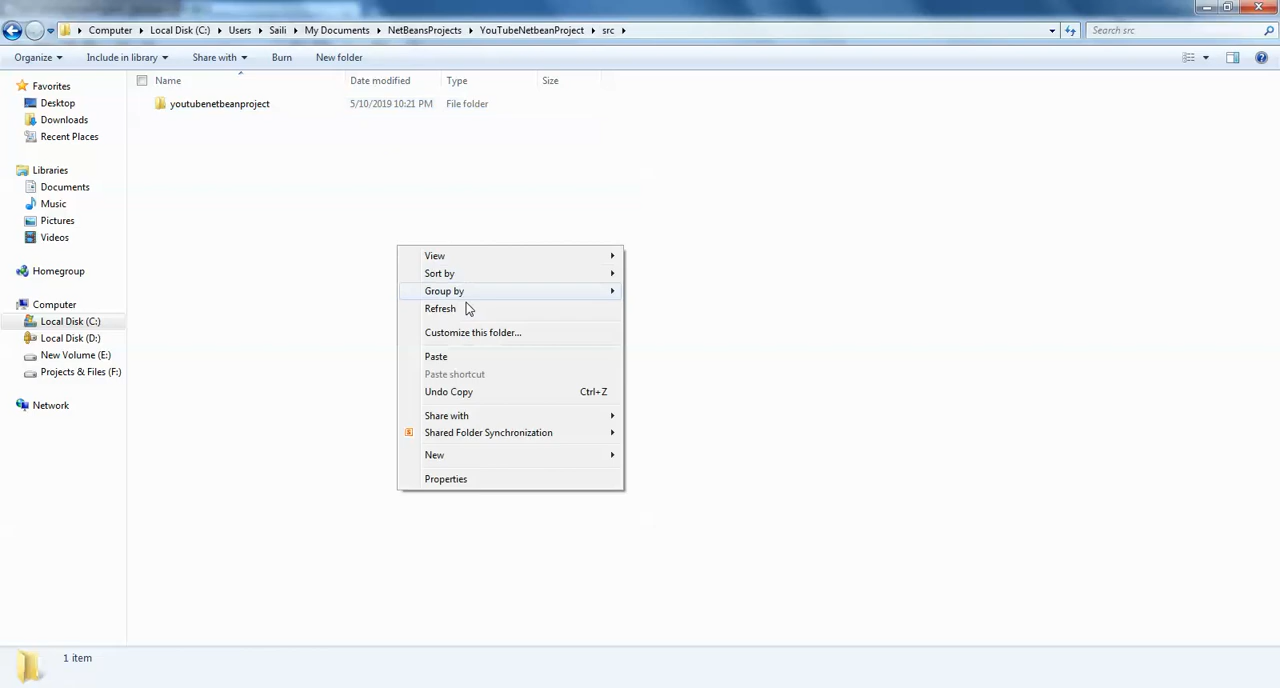 Computer Local Disk (C:) Users Saili My Documents NetBeansProjects YouTubeNetbeanProject src Search src
Organize Include in library Share with Burn New folder
Favorites
Desktop
Downloads
Recent Places
Libraries
Documents
Music
Pictures
Videos
Homegroup
Computer
Local Disk (C:)
Local Disk (D:)
New Volume (E:)
Projects & Files (F:)
Network
Name Date modified Type Size
youtubenetbeanproject 5/10/2019 10:21 PM File folder
View
Sort by
Group by
Refresh
Customize this folder...
Paste
Paste shortcut
Undo Copy Ctrl+Z
Share with
Shared Folder Synchronization
New
Properties
1 item